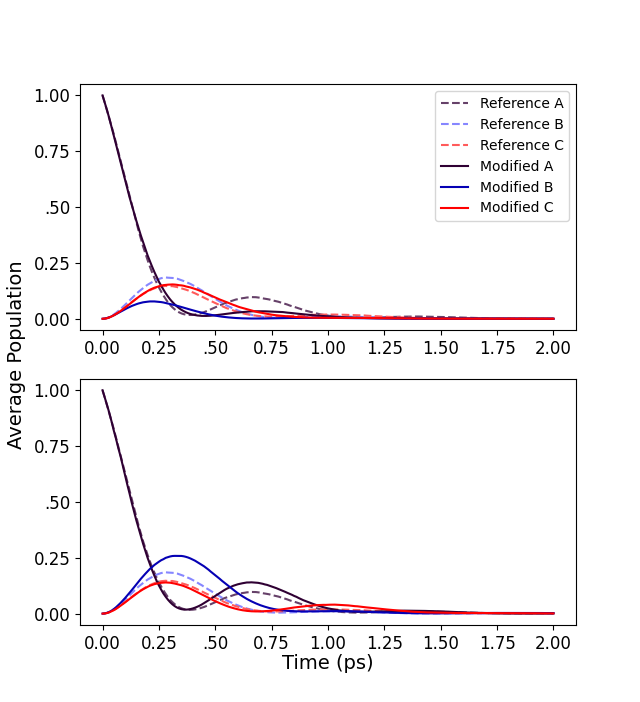 1.00
0.75
.50
0.25
0.00
Reference A
Reference B
Reference C
Modified A
Modified B
Modified C
0.00 0.25 .50 0.75 1.00 1.25 1.50 1.75 2.00
Average Population
1.00
0.75
.50
0.25
0.00
0.00 0.25 .50 0.75 1.00 1.25 1.50 1.75 2.00
Time (ps)